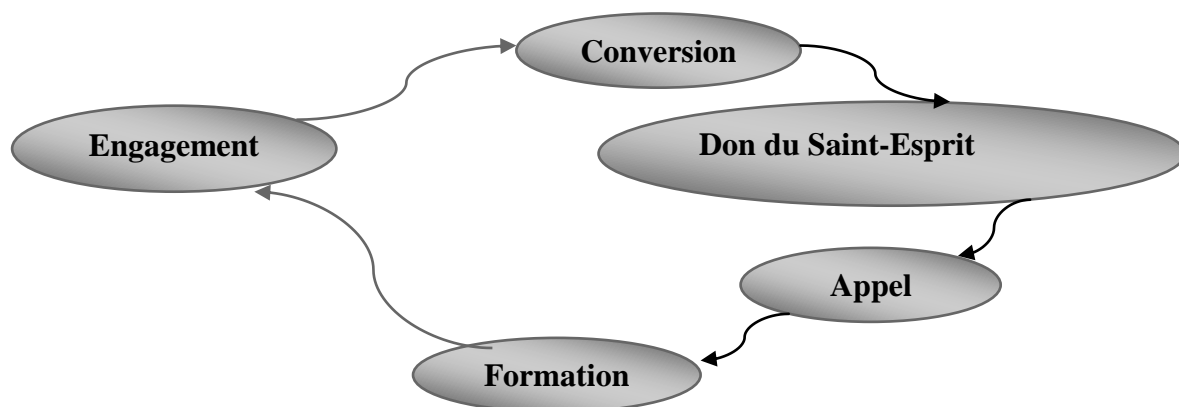 Conversion
Engagement
Don du Saint-Esprit
Appel
Formation